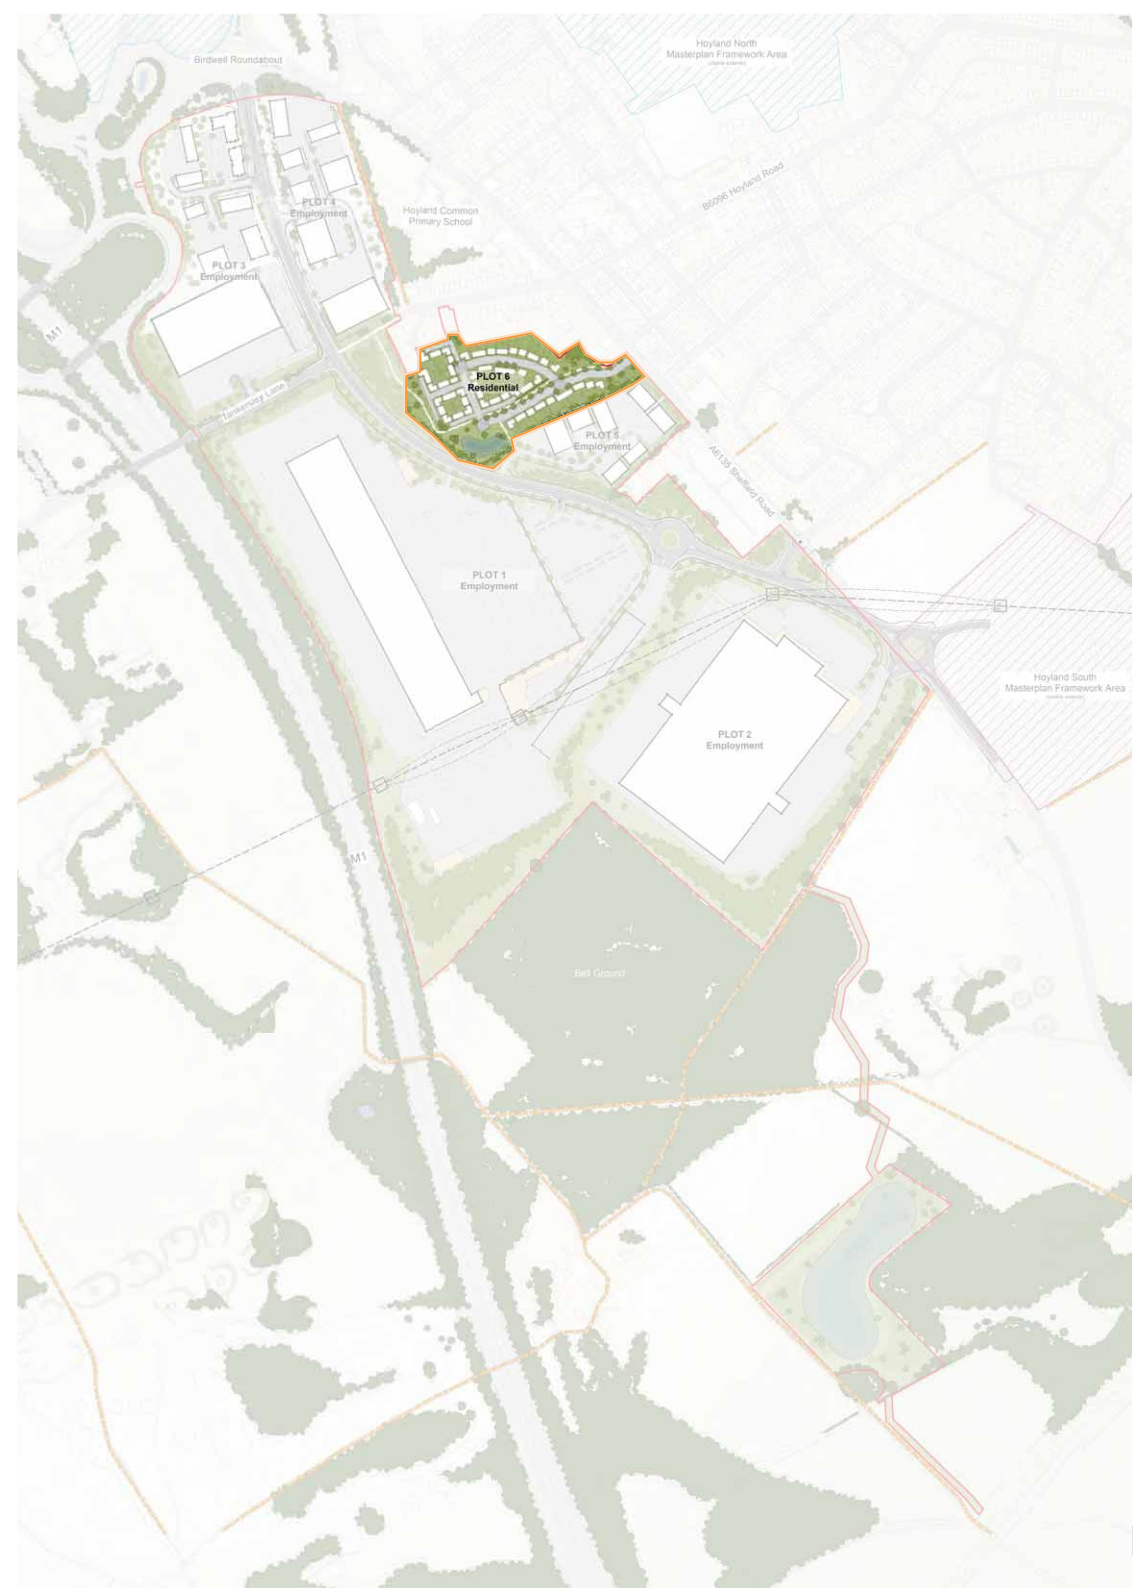 Hoyland North
Masterplan Framework Area
Birdwell Roundabout
B6096 Hoyland Road
PLOT 4
Employment
Hoyland Common
Primary School
PLOT 3
Employment
M1
PLOT 6
Residential
Tankersley Lane
PLOT 5
Employment
A6135 Sheffield Road
PLOT 1
Employment
Hoyland South
Masterplan Framework Area
PLOT 2
Employment
M1
Bell Ground